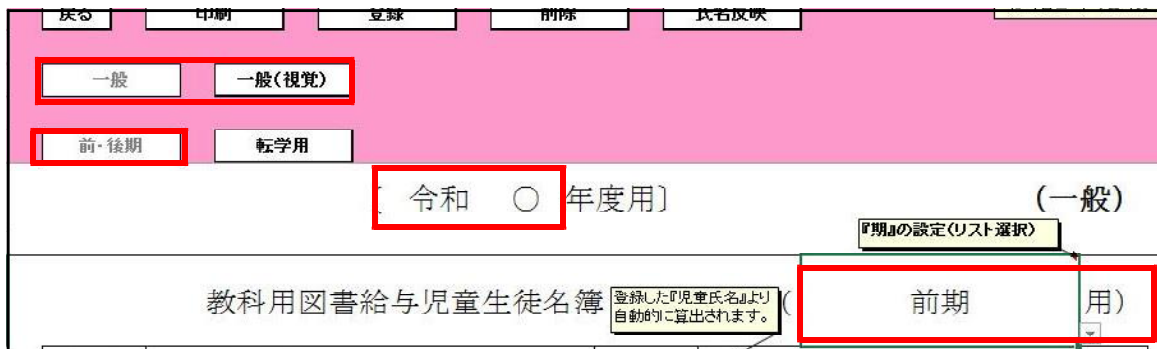 戻る 印刷 登録 削除 氏名反映
一般 一般(視覚)
前・後期 転学用
〔 令和 ○ 年度用〕 (一般)
『期』の設定(リスト選択)
教科用図書給与児童生徒名簿 ( 前期 用)
登録した『児童氏名』より
自動的に算出されます。